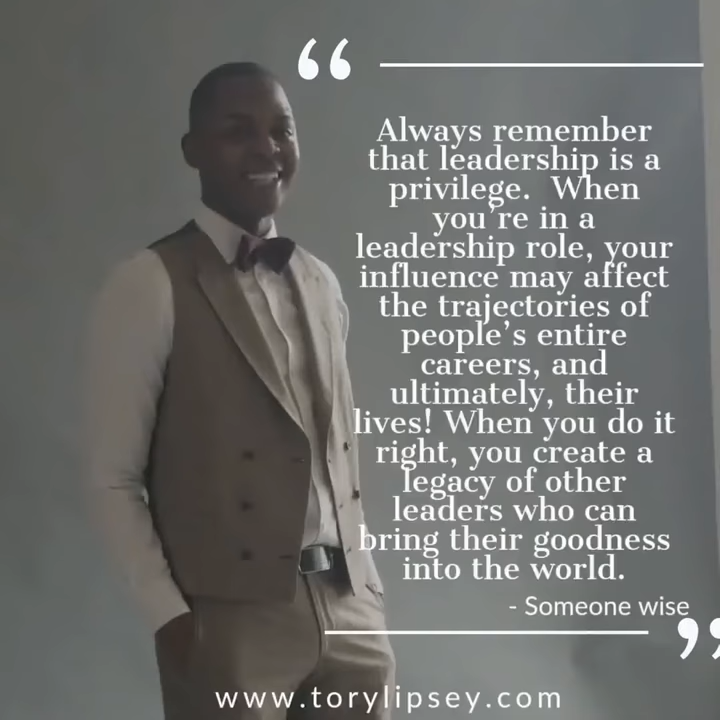 “
Always remember
that leadership is a
privilege.  When
you’re in a
leadership role, your
influence may affect
the trajectories of
people’s entire
careers, and
ultimately, their
lives! When you do it
right, you create a
legacy of other
leaders who can
bring their goodness
into the world.
- Someone wise
”
www.torylipsey.com